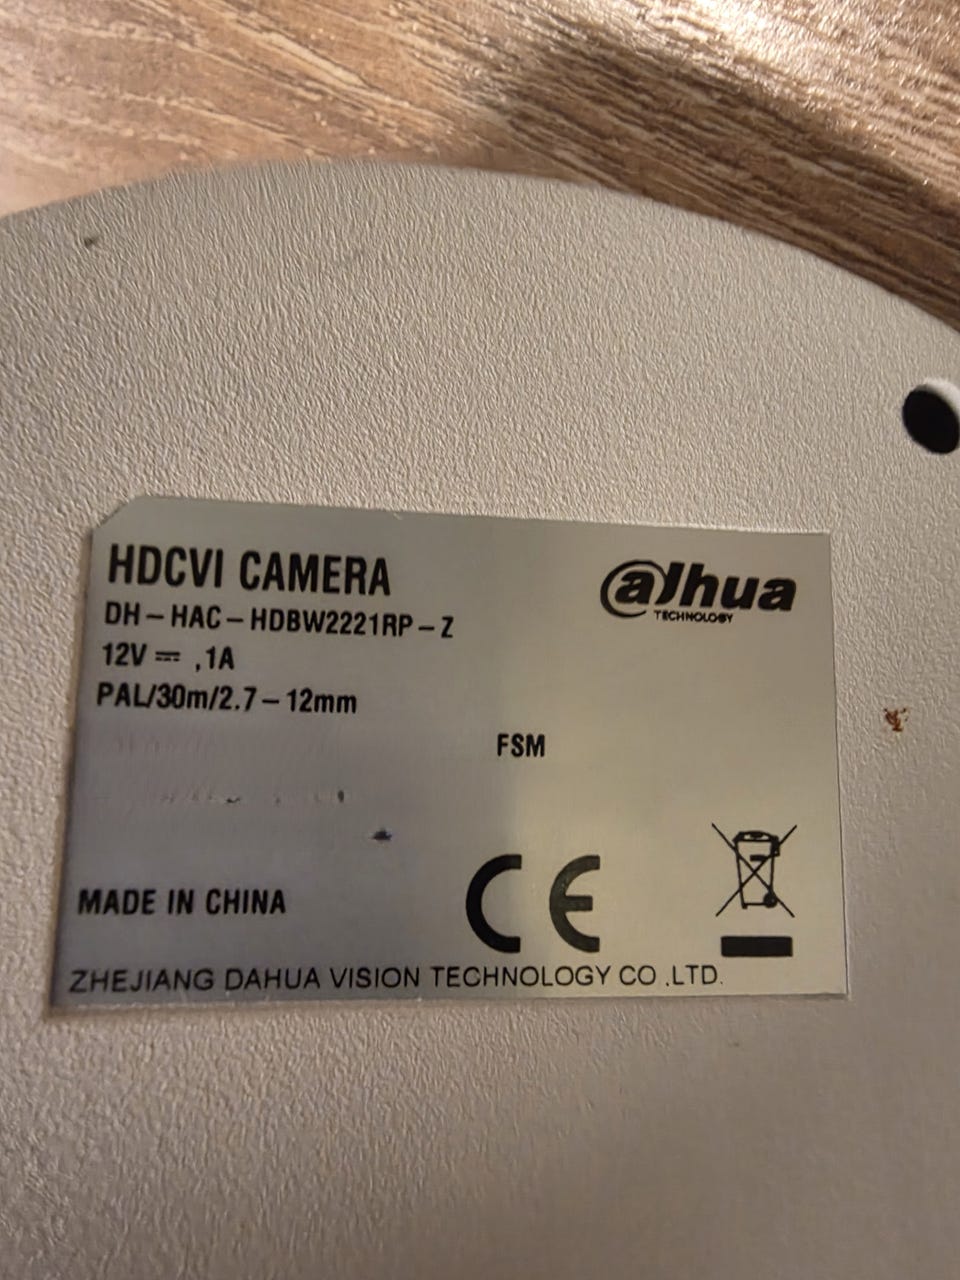 HDCVI CAMERA
alhua
TECHNOLOGY
DH-HAC-HDBW2221RP-Z
12V ⎓ ,1A
PAL/30m/2.7-12mm
FSM
MADE IN CHINA
CE
ZHEJIANG DAHUA VISION TECHNOLOGY CO.,LTD.